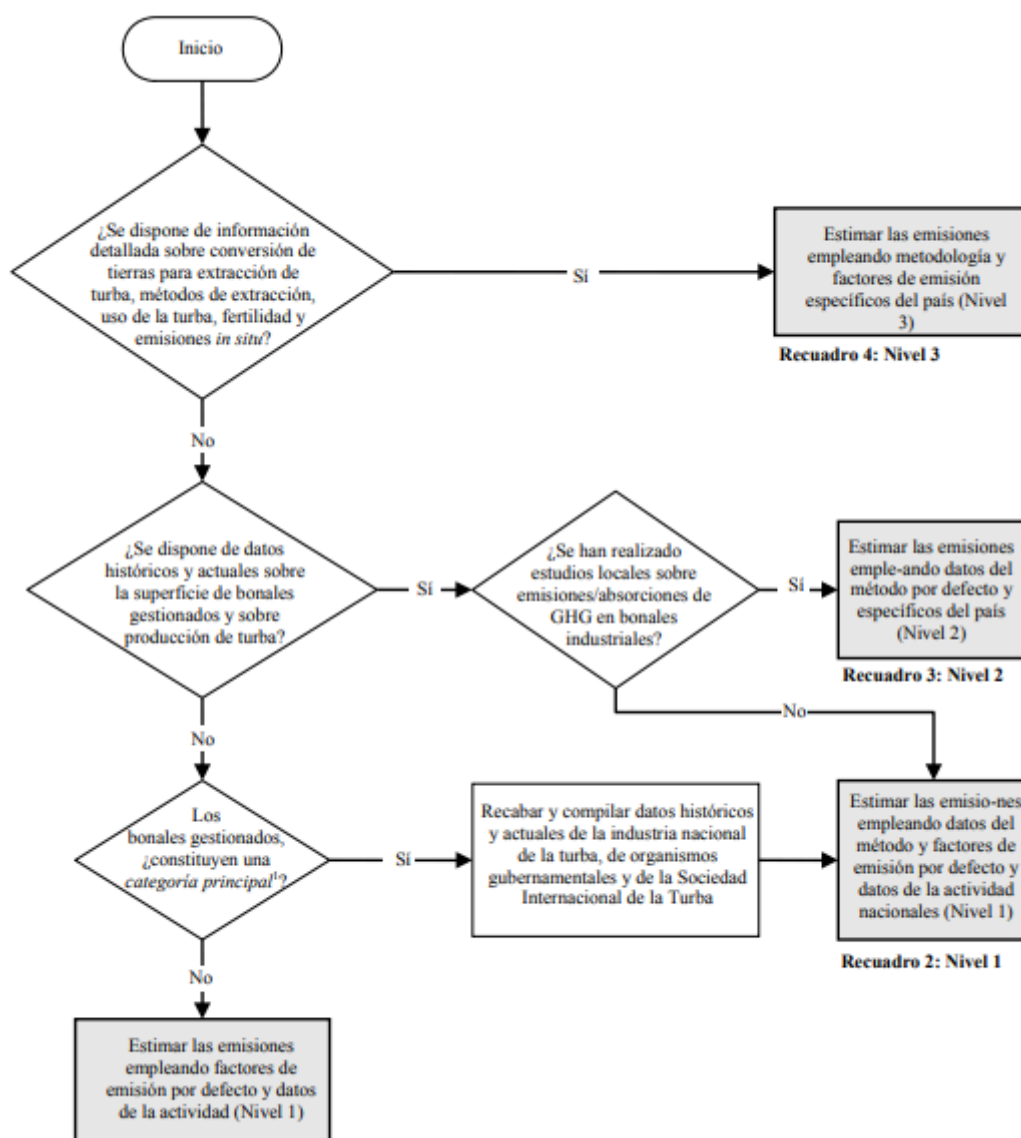 Inicio
¿Se dispone de información
detallada sobre conversión de
tierras para extracción de
turba, métodos de extracción,
uso de la turba, fertilidad y
emisiones in situ?
Sí
Estimar las emisiones
empleando metodología y
factores de emisión
específicos del país (Nivel
3)
Recuadro 4: Nivel 3
No
¿Se dispone de datos
históricos y actuales sobre
la superficie de bonales
gestionados y sobre
producción de turba?
Sí
¿Se han realizado
estudios locales sobre
emisiones/absorciones de
GHG en bonales
industriales?
Sí
Estimar las emisiones
emple-ando datos del
método por defecto y
específicos del país
(Nivel 2)
Recuadro 3: Nivel 2
No
No
Los
bonales gestionados,
¿constituyen una
categoría principal¹?
Sí
Recabar y compilar datos históricos
y actuales de la industria nacional
de la turba, de organismos
gubernamentales y de la Sociedad
Internacional de la Turba
Estimar las emisio-nes
empleando datos del
método y factores de
emisión por defecto y
datos de la actividad
nacionales (Nivel 1)
Recuadro 2: Nivel 1
No
Estimar las emisiones
empleando factores de
emisión por defecto y datos
de la actividad (Nivel 1)